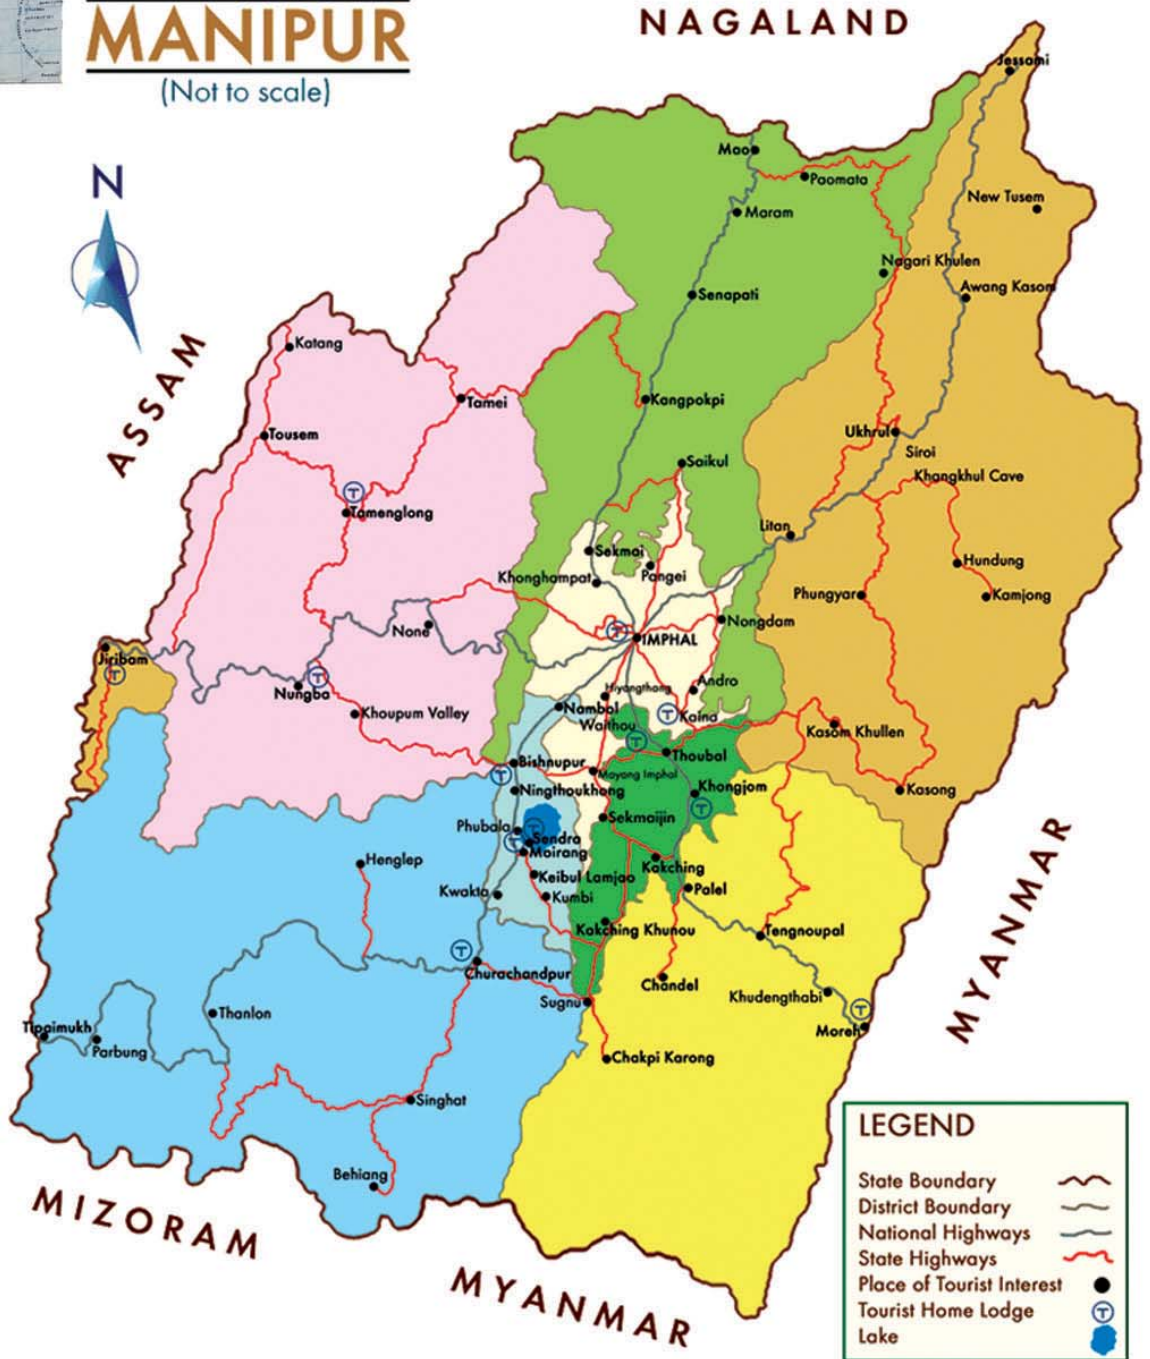 MANIPUR
(Not to scale)
NAGALAND
N
Jessami
Mao
Paomata
New Tusem
Maram
Nagari Khulen
Awang Kasom
Senapati
ASSAM
Katang
Tamei
Kangpokpi
Tousem
Ukhrul
Siroi
Saikul
Khangkhul Cave
Tamenglong
Litan
Sekmai
Khonghampat
Pangei
Hundung
Phungyar
Kamjong
None
Nongdam
IMPHAL
Jiribam
Nungba
Andro
Hiyangthang
Khoupum Valley
Nambol
Waithou
Kaina
Kasom Khullen
Bishnupur
Thoubal
Mayang Imphal
Ningthoukhong
Khongjom
Kasong
Phubala
Sekmaijin
Sendra
Moirang
Henglep
Kakching
Keibul Lamjao
Kwakta
Kumbi
Palel
Kakching Khunou
Tengnoupal
MYANMAR
Churachandpur
Chandel
Sugnu
Khudengthabi
Thanlon
Moreh
Tipaimukh
Parbung
Chakpi Karong
Singhat
Behiang
MIZORAM
MYANMAR
LEGEND
State Boundary
District Boundary
National Highways
State Highways
Place of Tourist Interest
Tourist Home Lodge
Lake